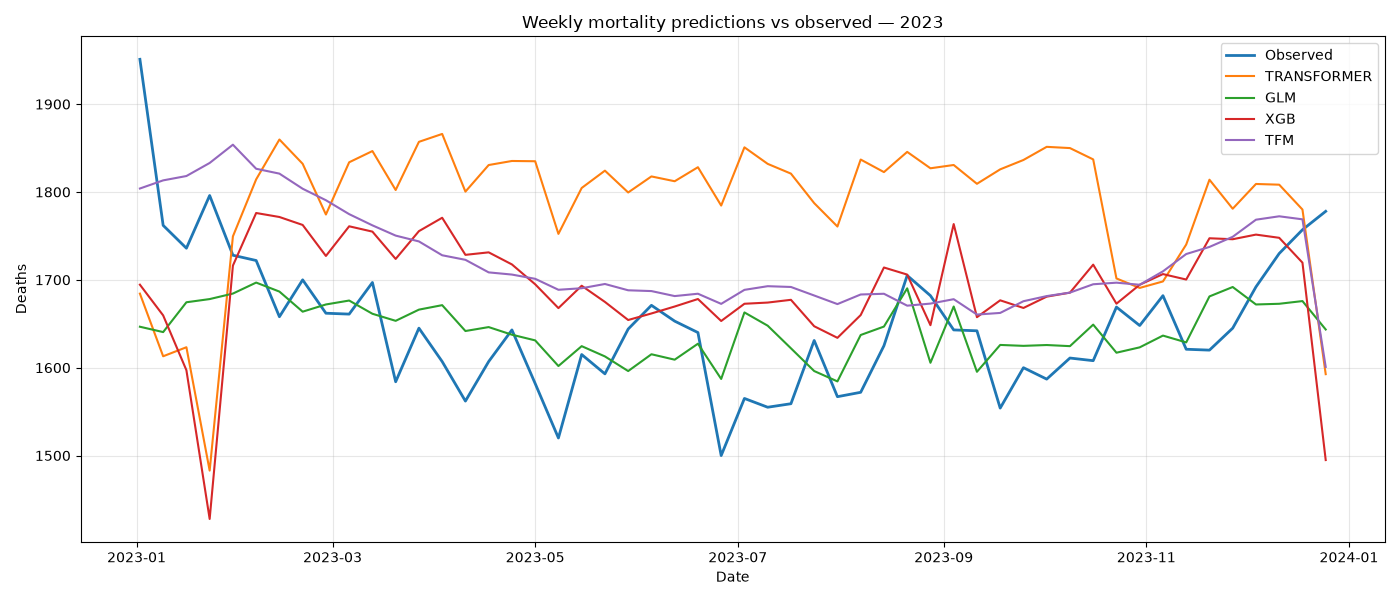 Weekly mortality predictions vs observed — 2023
Observed
TRANSFORMER
GLM
XGB
TFM
Deaths
1900
1800
1700
1600
1500
2023-01 2023-03 2023-05 2023-07 2023-09 2023-11 2024-01
Date